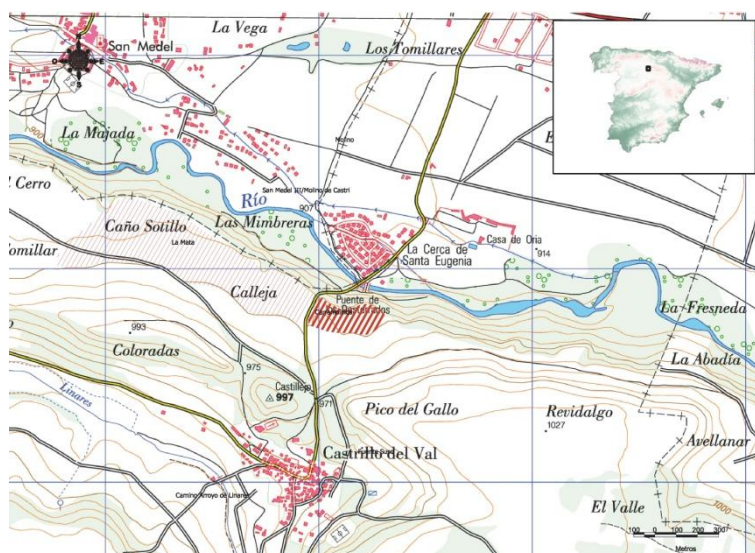 San Medel
La Vega
Los Tomillares
N
O
E
S
La Majada
900
Molino
San Medel III/Molino de Castri
Río
907
Cerro
Caño Sotillo
Las Mimbreras
La Mata
Casa de Oria
La Cerca de
Santa Eugenia
914
Calleja
Puente de
La Fresneda
993
Coloradas
La Abadía
975
Castillejo
997
971
Linares
Pico del Gallo
Revidalgo
1027
Avellanar
Castrillo del Val
Camino Arroyo de Linares
El Valle
1000
100
0
100
200
300
Metros